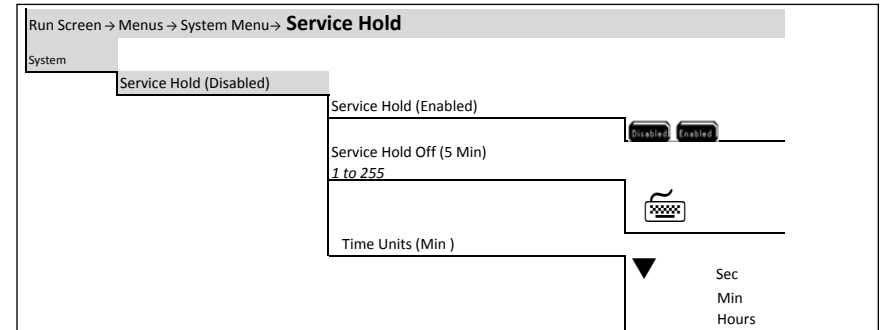 Run Screen → Menus → System Menu→ Service Hold
System
Service Hold (Disabled)
Service Hold (Enabled)
Disabled Enabled
Service Hold Off (5 Min)
1 to 255
Time Units (Min )
Sec
Min
Hours